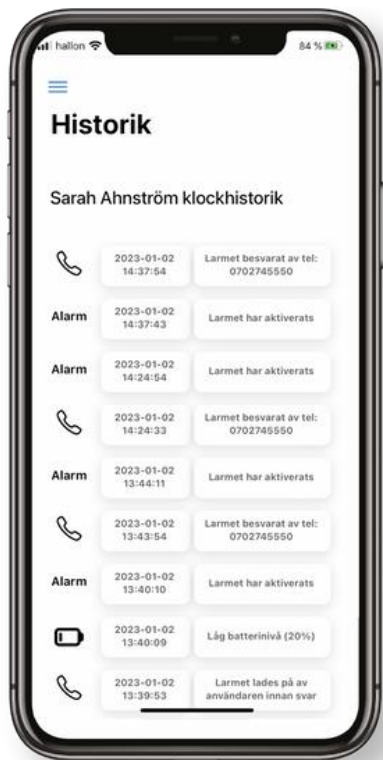 hallon 84 %
Historik
Sarah Ahnström klockhistorik
2023-01-02 Larmet besvarat av tel:
14:37:54 0702745550
Alarm 2023-01-02 Larmet har aktiverats
14:37:43
Alarm 2023-01-02 Larmet har aktiverats
14:24:54
2023-01-02 Larmet besvarat av tel:
14:24:33 0702745550
Alarm 2023-01-02 Larmet har aktiverats
13:44:11
2023-01-02 Larmet besvarat av tel:
13:43:54 0702745550
Alarm 2023-01-02 Larmet har aktiverats
13:40:10
2023-01-02 Låg batterinivå (20%)
13:40:09
2023-01-02 Larmet lades på av
13:39:53 användaren innan svar